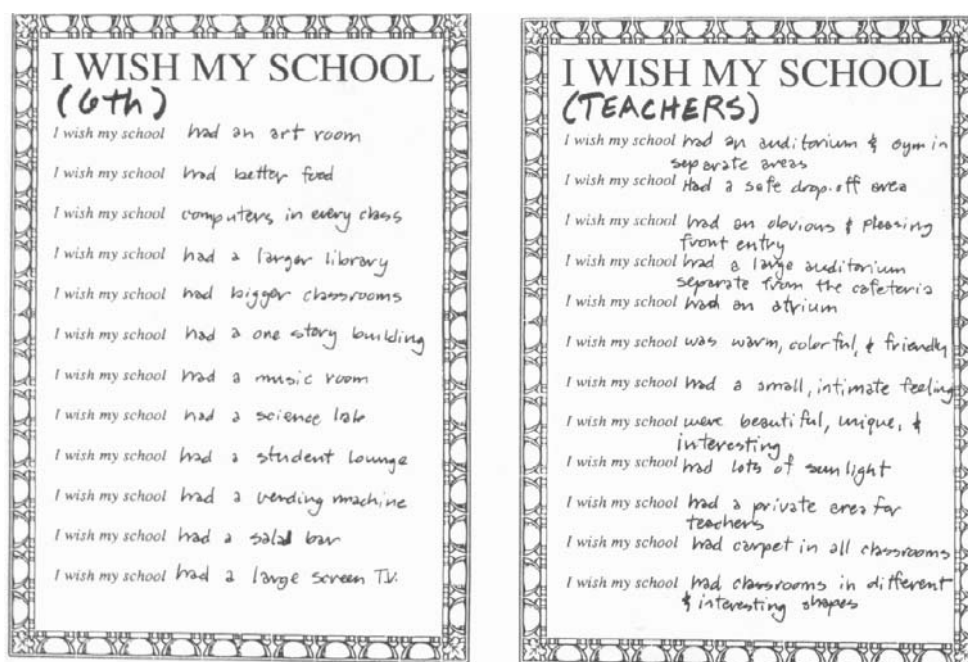 I WISH MY SCHOOL
(6th)
I wish my school had an art room
I wish my school had better food
I wish my school computers in every class
I wish my school had a larger library
I wish my school had bigger classrooms
I wish my school had a one story building
I wish my school had a music room
I wish my school had a science lab
I wish my school had a student lounge
I wish my school had a vending machine
I wish my school had a salad bar
I wish my school had a large screen T.V.
I WISH MY SCHOOL
(TEACHERS)
I wish my school had an auditorium & gym in
separate areas
I wish my school Had a safe drop-off area
I wish my school had an obvious & pleasing
front entry
I wish my school had a large auditorium
separate from the cafeteria
I wish my school had an atrium
I wish my school was warm, colorful, & friendly
I wish my school had a small, intimate feeling
I wish my school were beautiful, unique, &
interesting
I wish my school had lots of sunlight
I wish my school had a private area for
teachers
I wish my school had carpet in all classrooms
I wish my school had classrooms in different
& interesting shapes